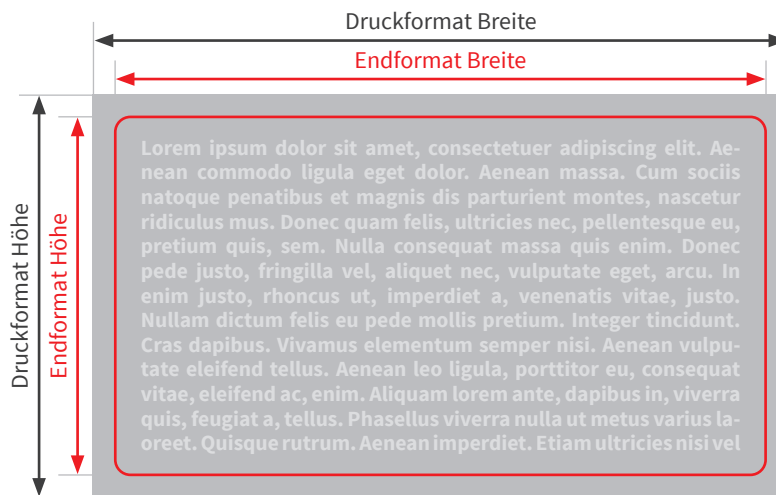 Druckformat Breite
Endformat Breite
Druckformat Höhe
Endformat Höhe
Lorem ipsum dolor sit amet, consectetuer adipiscing elit. Ae-
nean commodo ligula eget dolor. Aenean massa. Cum sociis
natoque penatibus et magnis dis parturient montes, nascetur
ridiculus mus. Donec quam felis, ultricies nec, pellentesque eu,
pretium quis, sem. Nulla consequat massa quis enim. Donec
pede justo, fringilla vel, aliquet nec, vulputate eget, arcu. In
enim justo, rhoncus ut, imperdiet a, venenatis vitae, justo.
Nullam dictum felis eu pede mollis pretium. Integer tincidunt.
Cras dapibus. Vivamus elementum semper nisi. Aenean vulpu-
tate eleifend tellus. Aenean leo ligula, porttitor eu, consequat
vitae, eleifend ac, enim. Aliquam lorem ante, dapibus in, viverra
quis, feugiat a, tellus. Phasellus viverra nulla ut metus varius la-
oreet. Quisque rutrum. Aenean imperdiet. Etiam ultricies nisi vel